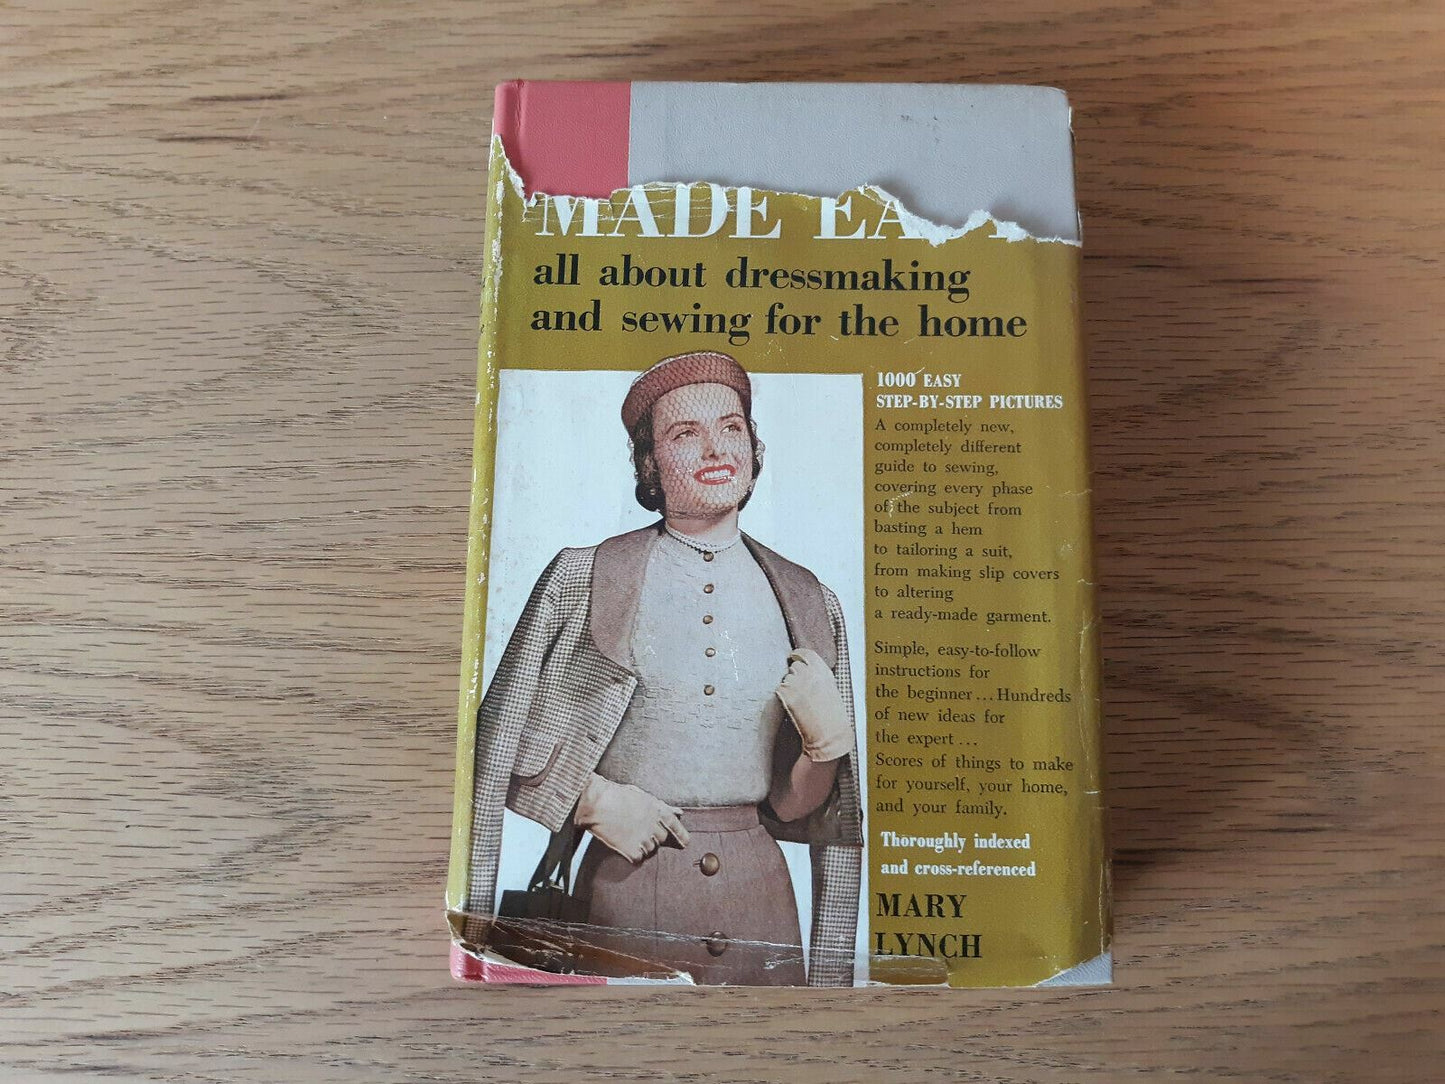 MADE EASY
all about dressmaking
and sewing for the home
1000 EASY
STEP-BY-STEP PICTURES
A completely new,
completely different
guide to sewing,
covering every phase
of the subject from
basting a hem
to tailoring a suit,
from making slip covers
to altering
a ready-made garment.
Simple, easy-to-follow
instructions for
the beginner...Hundreds
of new ideas for
the expert...
Scores of things to make
for yourself, your home,
and your family.
Thoroughly indexed
and cross-referenced
MARY
LYNCH